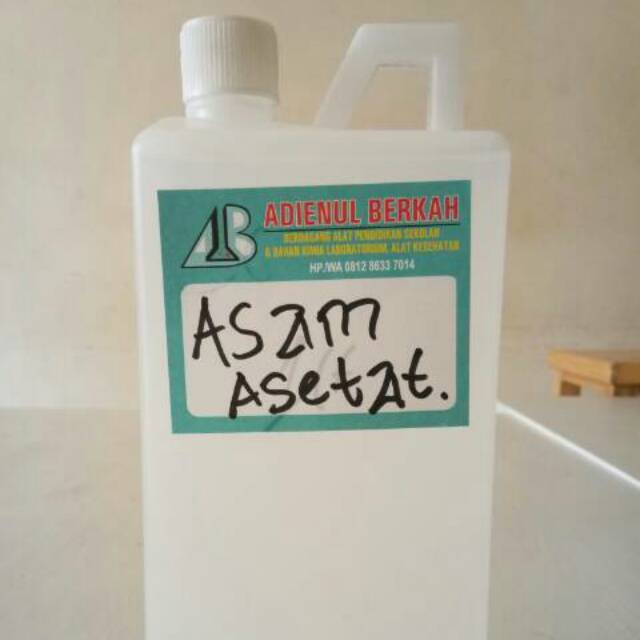 AB
ADIENUL BERKAH
BERDAGANG ALAT PENDIDIKAN SEKOLAH
& BAHAN KIMIA LABORATORIUM, ALAT KESEHATAN
HP./WA 0812 8633 7014
ASam
Asetat.